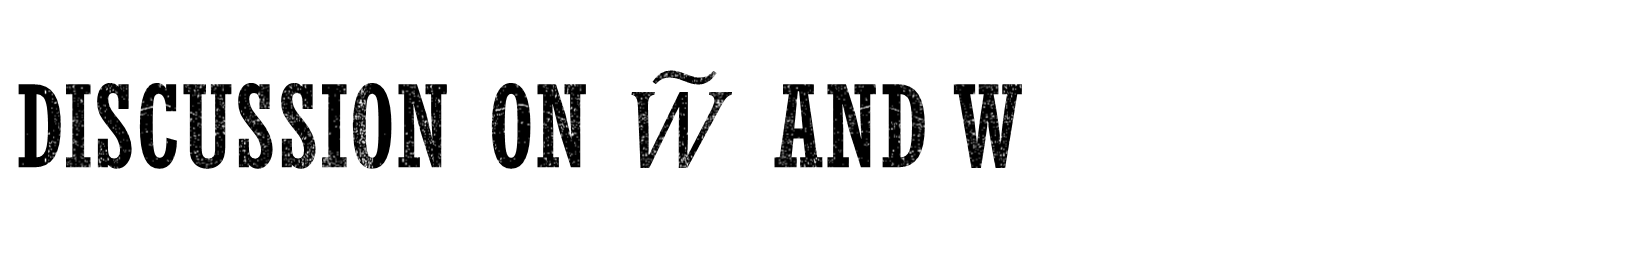 DISCUSSION ON W̃ AND W